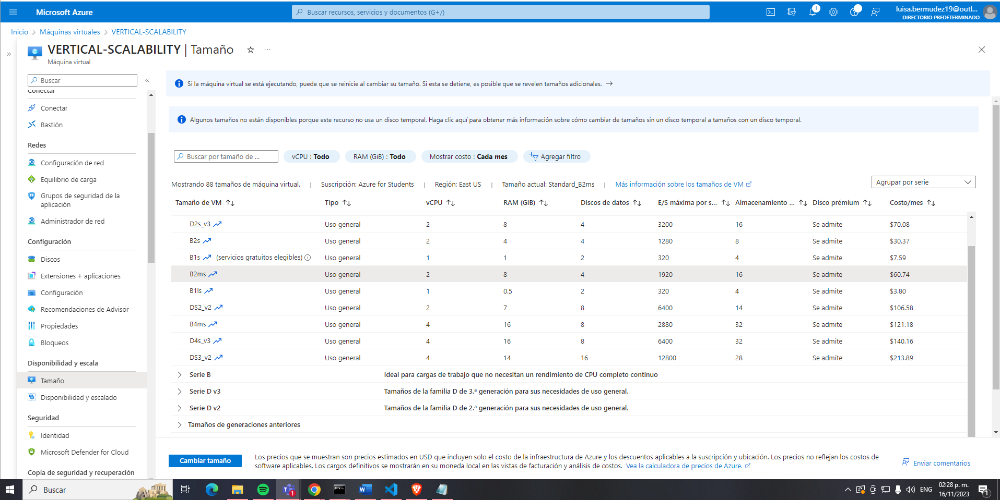 Microsoft Azure
Buscar recursos, servicios y documentos (G+/)
1
luisa.bermudez19@outl...
DIRECTORIO PREDETERMINADO
Inicio > Máquinas virtuales > VERTICAL-SCALABILITY
VERTICAL-SCALABILITY | Tamaño
Máquina virtual
Buscar
Conectar
Conectar
Bastión
Redes
Configuración de red
Equilibrio de carga
Grupos de seguridad de la
aplicación
Administrador de red
Configuración
Discos
Extensiones + aplicaciones
Configuración
Recomendaciones de Advisor
Propiedades
Bloqueos
Disponibilidad y escala
Tamaño
Disponibilidad y escalado
Seguridad
Identidad
Microsoft Defender for Cloud
Copia de seguridad y recuperación
Si la máquina virtual se está ejecutando, puede que se reinicie al cambiar su tamaño. Si esta se detiene, es posible que se revelen tamaños adicionales. →
Algunos tamaños no están disponibles porque este recurso no usa un disco temporal. Haga clic aquí para obtener más información sobre cómo cambiar de tamaños sin un disco temporal a tamaños con un disco temporal.
Buscar por tamaño de ... vCPU : Todo RAM (GiB) : Todo Mostrar costo : Cada mes Agregar filtro
Mostrando 88 tamaños de máquina virtual. | Suscripción: Azure for Students | Región: East US | Tamaño actual: Standard_B2ms | Más información sobre los tamaños de VM Agrupar por serie
Tamaño de VM ↑↓ Tipo ↑↓ vCPU ↑↓ RAM (GiB) ↑↓ Discos de datos ↑↓ E/S máxima por s... ↑↓ Almacenamiento ... ↑↓ Disco prémium ↑↓ Costo/mes ↑↓
D2s_v3 Uso general 2 8 4 3200 16 Se admite $70.08
B2s Uso general 2 4 4 1280 8 Se admite $30.37
B1s (servicios gratuitos elegibles) Uso general 1 1 2 320 4 Se admite $7.59
B2ms Uso general 2 8 4 1920 16 Se admite $60.74
B1ls Uso general 1 0.5 2 320 4 Se admite $3.80
DS2_v2 Uso general 2 7 8 6400 14 Se admite $106.58
B4ms Uso general 4 16 8 2880 32 Se admite $121.18
D4s_v3 Uso general 4 16 8 6400 32 Se admite $140.16
DS3_v2 Uso general 4 14 16 12800 28 Se admite $213.89
Serie B Ideal para cargas de trabajo que no necesitan un rendimiento de CPU completo continuo
Serie D v3 Tamaños de la familia D de 3.ª generación para sus necesidades de uso general.
Serie D v2 Tamaños de la familia D de 2.ª generación para sus necesidades de uso general.
Tamaños de generaciones anteriores
Cambiar tamaño
Los precios que se muestran son precios estimados en USD que incluyen solo el costo de la infraestructura de Azure y los descuentos aplicables a la suscripción y ubicación. Los precios no reflejan los costos de
software aplicables. Los cargos definitivos se mostrarán en su moneda local en las vistas de facturación y análisis de costos. Vea la calculadora de precios de Azure.
Enviar comentarios
Buscar
1
ENG
02:28 p. m.
16/11/2023
1